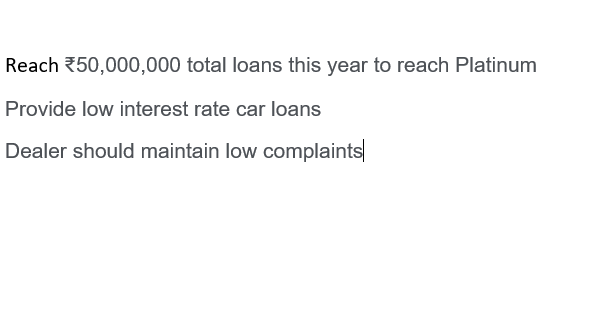 Reach ₹50,000,000 total loans this year to reach Platinum
Provide low interest rate car loans
Dealer should maintain low complaints